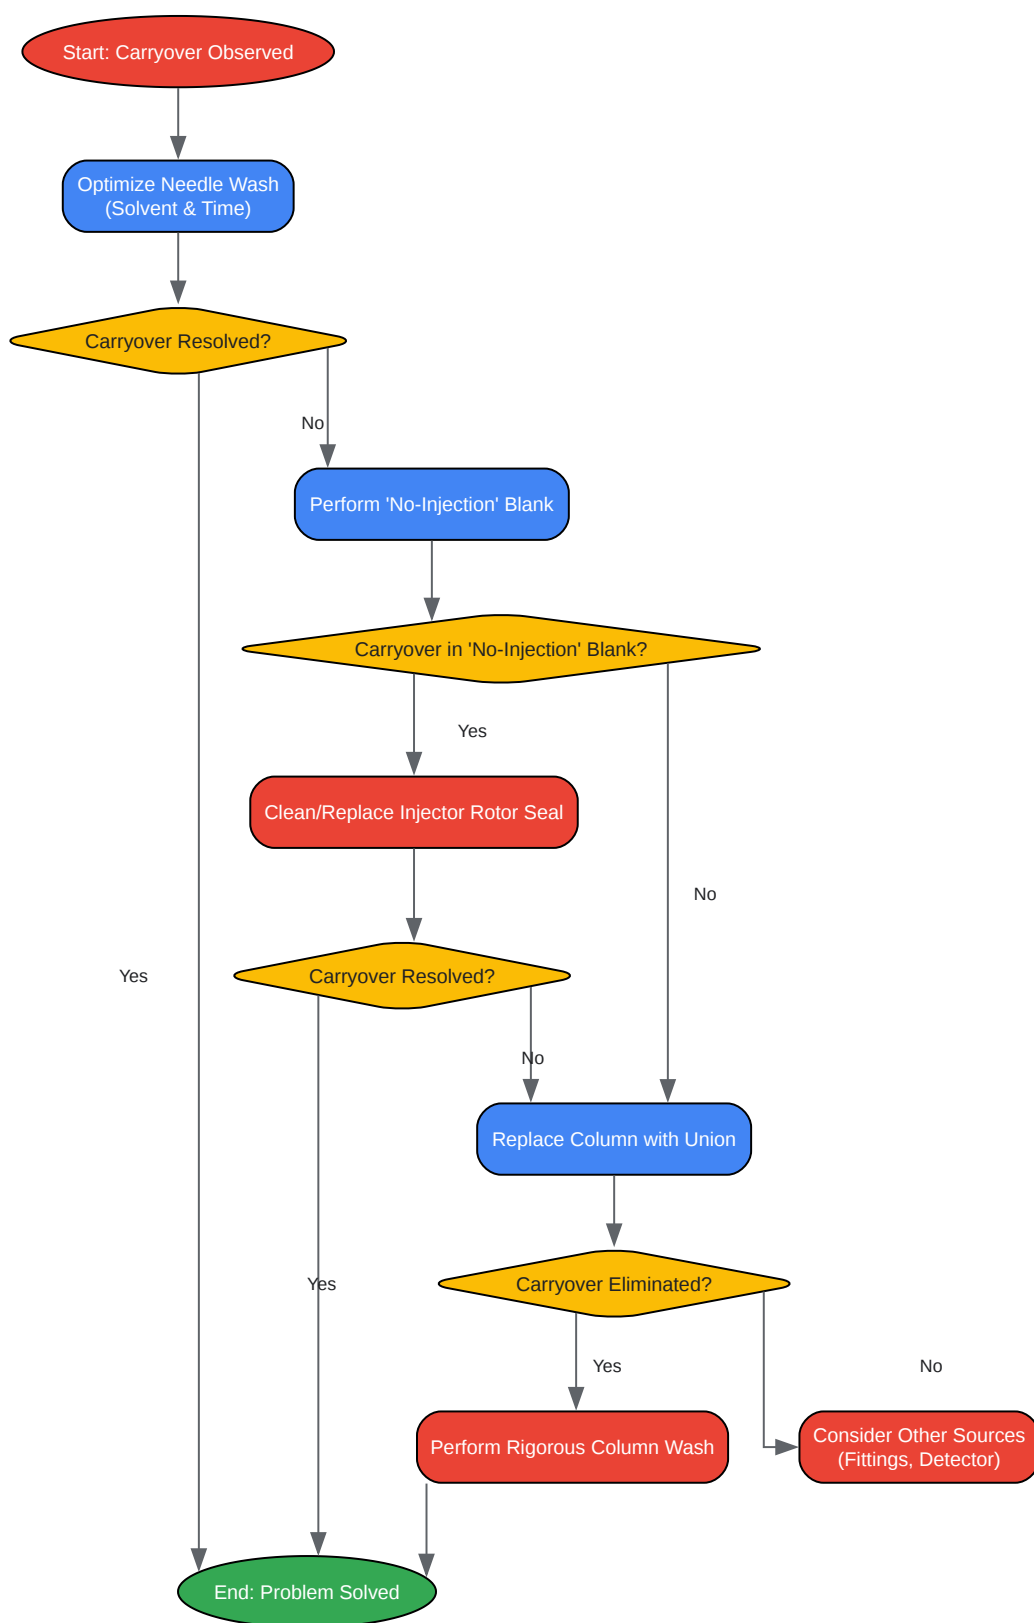 Start: Carryover Observed
Optimize Needle Wash
(Solvent & Time)
Carryover Resolved?
No
Perform 'No-Injection' Blank
Carryover in 'No-Injection' Blank?
Yes
Clean/Replace Injector Rotor Seal
No
Yes
Carryover Resolved?
No
Replace Column with Union
Yes
Carryover Eliminated?
Yes
No
Perform Rigorous Column Wash
Consider Other Sources
(Fittings, Detector)
End: Problem Solved